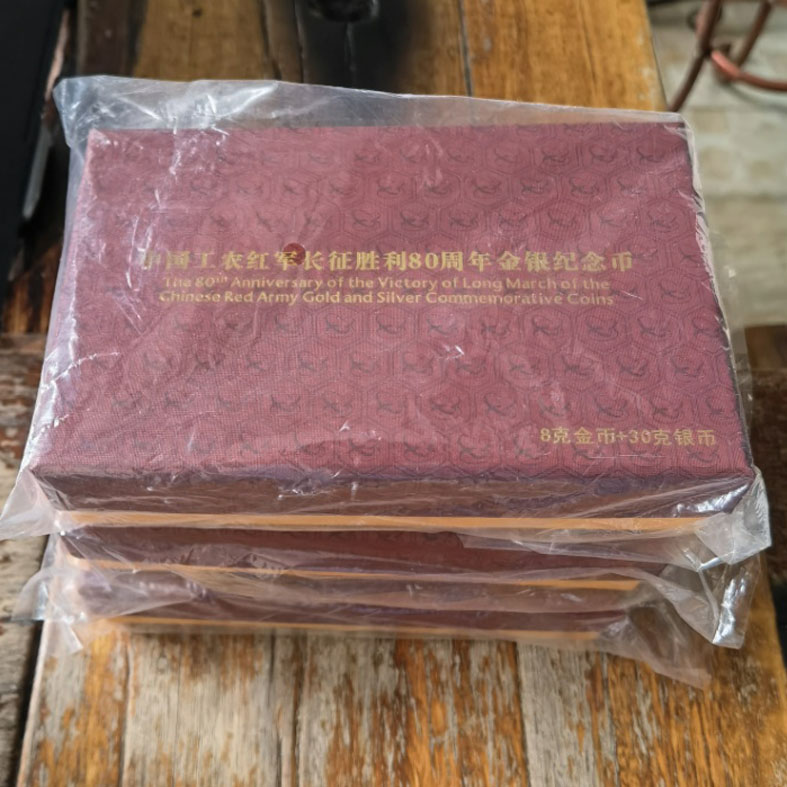 中国工农红军长征胜利80周年金银纪念币
The 80th Anniversary of the Victory of Long March of the
Chinese Red Army Gold and Silver Commemorative Coins
8克金币+30克银币